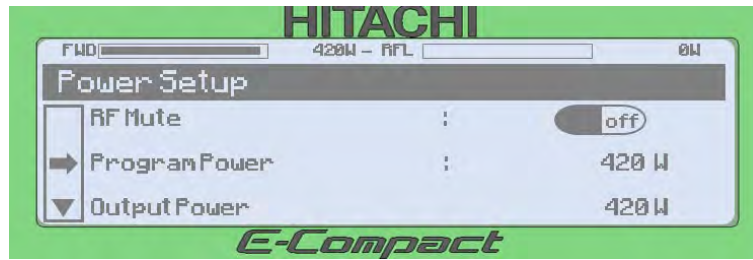 HITACHI
FWD 420W - RFL 0W
Power Setup
RF Mute : off
Program Power : 420 W
Output Power 420 W
E-Compact